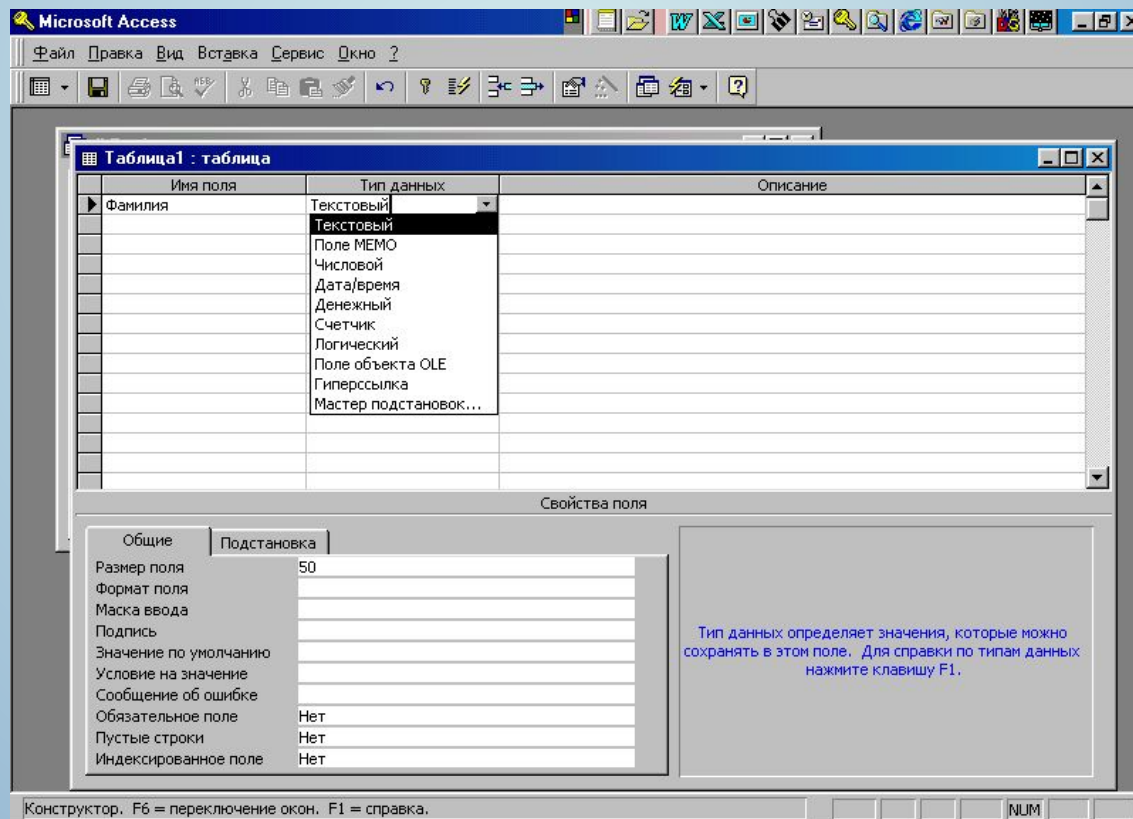 Microsoft Access
Файл Правка Вид Вставка Сервис Окно ?
Таблица1 : таблица
Имя поля Тип данных Описание
Фамилия Текстовый
Текстовый
Поле МЕМО
Числовой
Дата/время
Денежный
Счетчик
Логический
Поле объекта OLE
Гиперссылка
Мастер подстановок...
Свойства поля
Общие Подстановка
Размер поля 50
Формат поля
Маска ввода
Подпись
Значение по умолчанию
Условие на значение
Сообщение об ошибке
Обязательное поле Нет
Пустые строки Нет
Индексированное поле Нет
Тип данных определяет значения, которые можно
сохранять в этом поле. Для справки по типам данных
нажмите клавишу F1.
Конструктор. F6 = переключение окон. F1 = справка. NUM